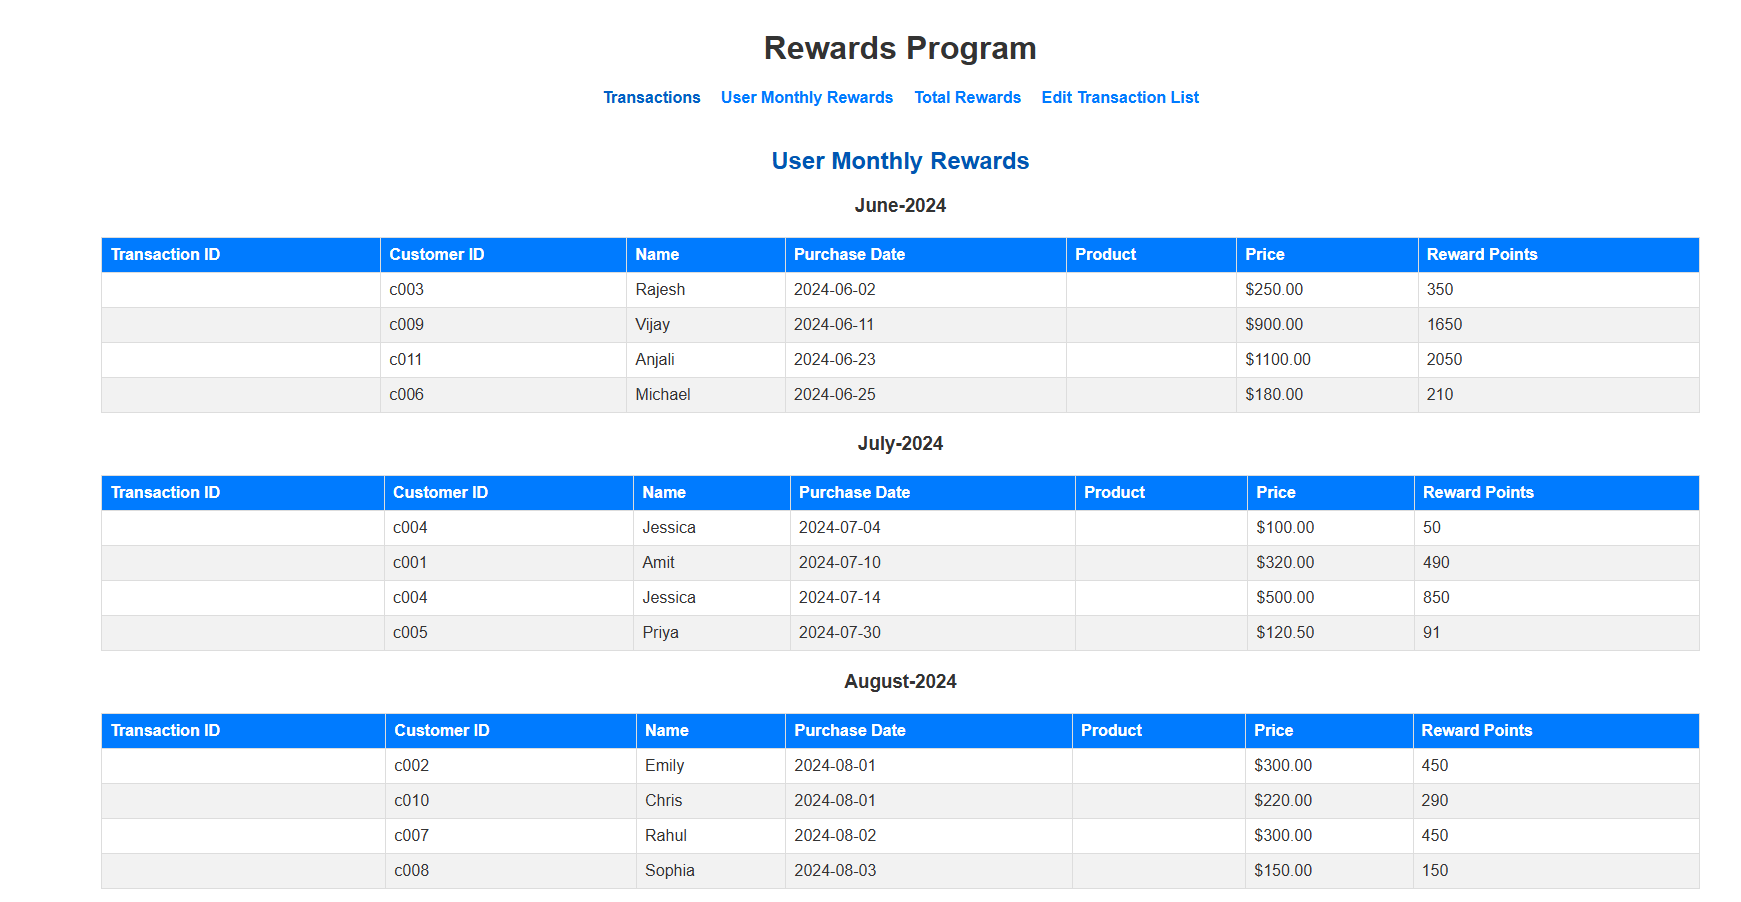 Rewards Program
Transactions User Monthly Rewards Total Rewards Edit Transaction List
User Monthly Rewards
June-2024
Transaction ID Customer ID Name Purchase Date Product Price Reward Points
c003 Rajesh 2024-06-02 $250.00 350
c009 Vijay 2024-06-11 $900.00 1650
c011 Anjali 2024-06-23 $1100.00 2050
c006 Michael 2024-06-25 $180.00 210
July-2024
Transaction ID Customer ID Name Purchase Date Product Price Reward Points
c004 Jessica 2024-07-04 $100.00 50
c001 Amit 2024-07-10 $320.00 490
c004 Jessica 2024-07-14 $500.00 850
c005 Priya 2024-07-30 $120.50 91
August-2024
Transaction ID Customer ID Name Purchase Date Product Price Reward Points
c002 Emily 2024-08-01 $300.00 450
c010 Chris 2024-08-01 $220.00 290
c007 Rahul 2024-08-02 $300.00 450
c008 Sophia 2024-08-03 $150.00 150